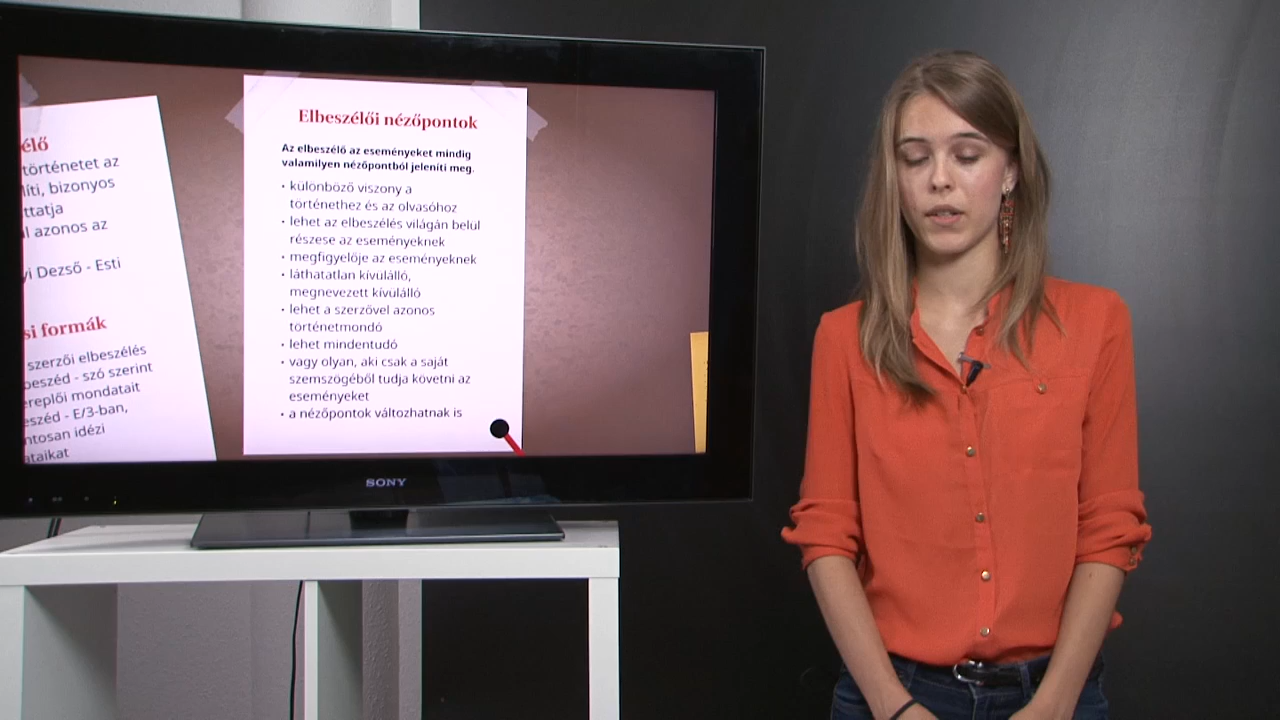 élő
történetet az
líti, bizonyos
ttatja
l azonos az
yi Dezső - Esti
si formák
szerzői elbeszélés
beszéd - szó szerint
ereplői mondatait
eszéd - E/3-ban,
ntosan idézi
ataikat
Elbeszélői nézőpontok
Az elbeszélő az eseményeket mindig
valamilyen nézőpontból jeleníti meg.
• különböző viszony a
történethez és az olvasóhoz
• lehet az elbeszélés világán belül
részese az eseményeknek
• megfigyelője az eseményeknek
• láthatatlan kívülálló,
megnevezett kívülálló
• lehet a szerzővel azonos
történetmondó
• lehet mindentudó
• vagy olyan, aki csak a saját
szemszögéből tudja követni az
eseményeket
• a nézőpontok változhatnak is
SONY